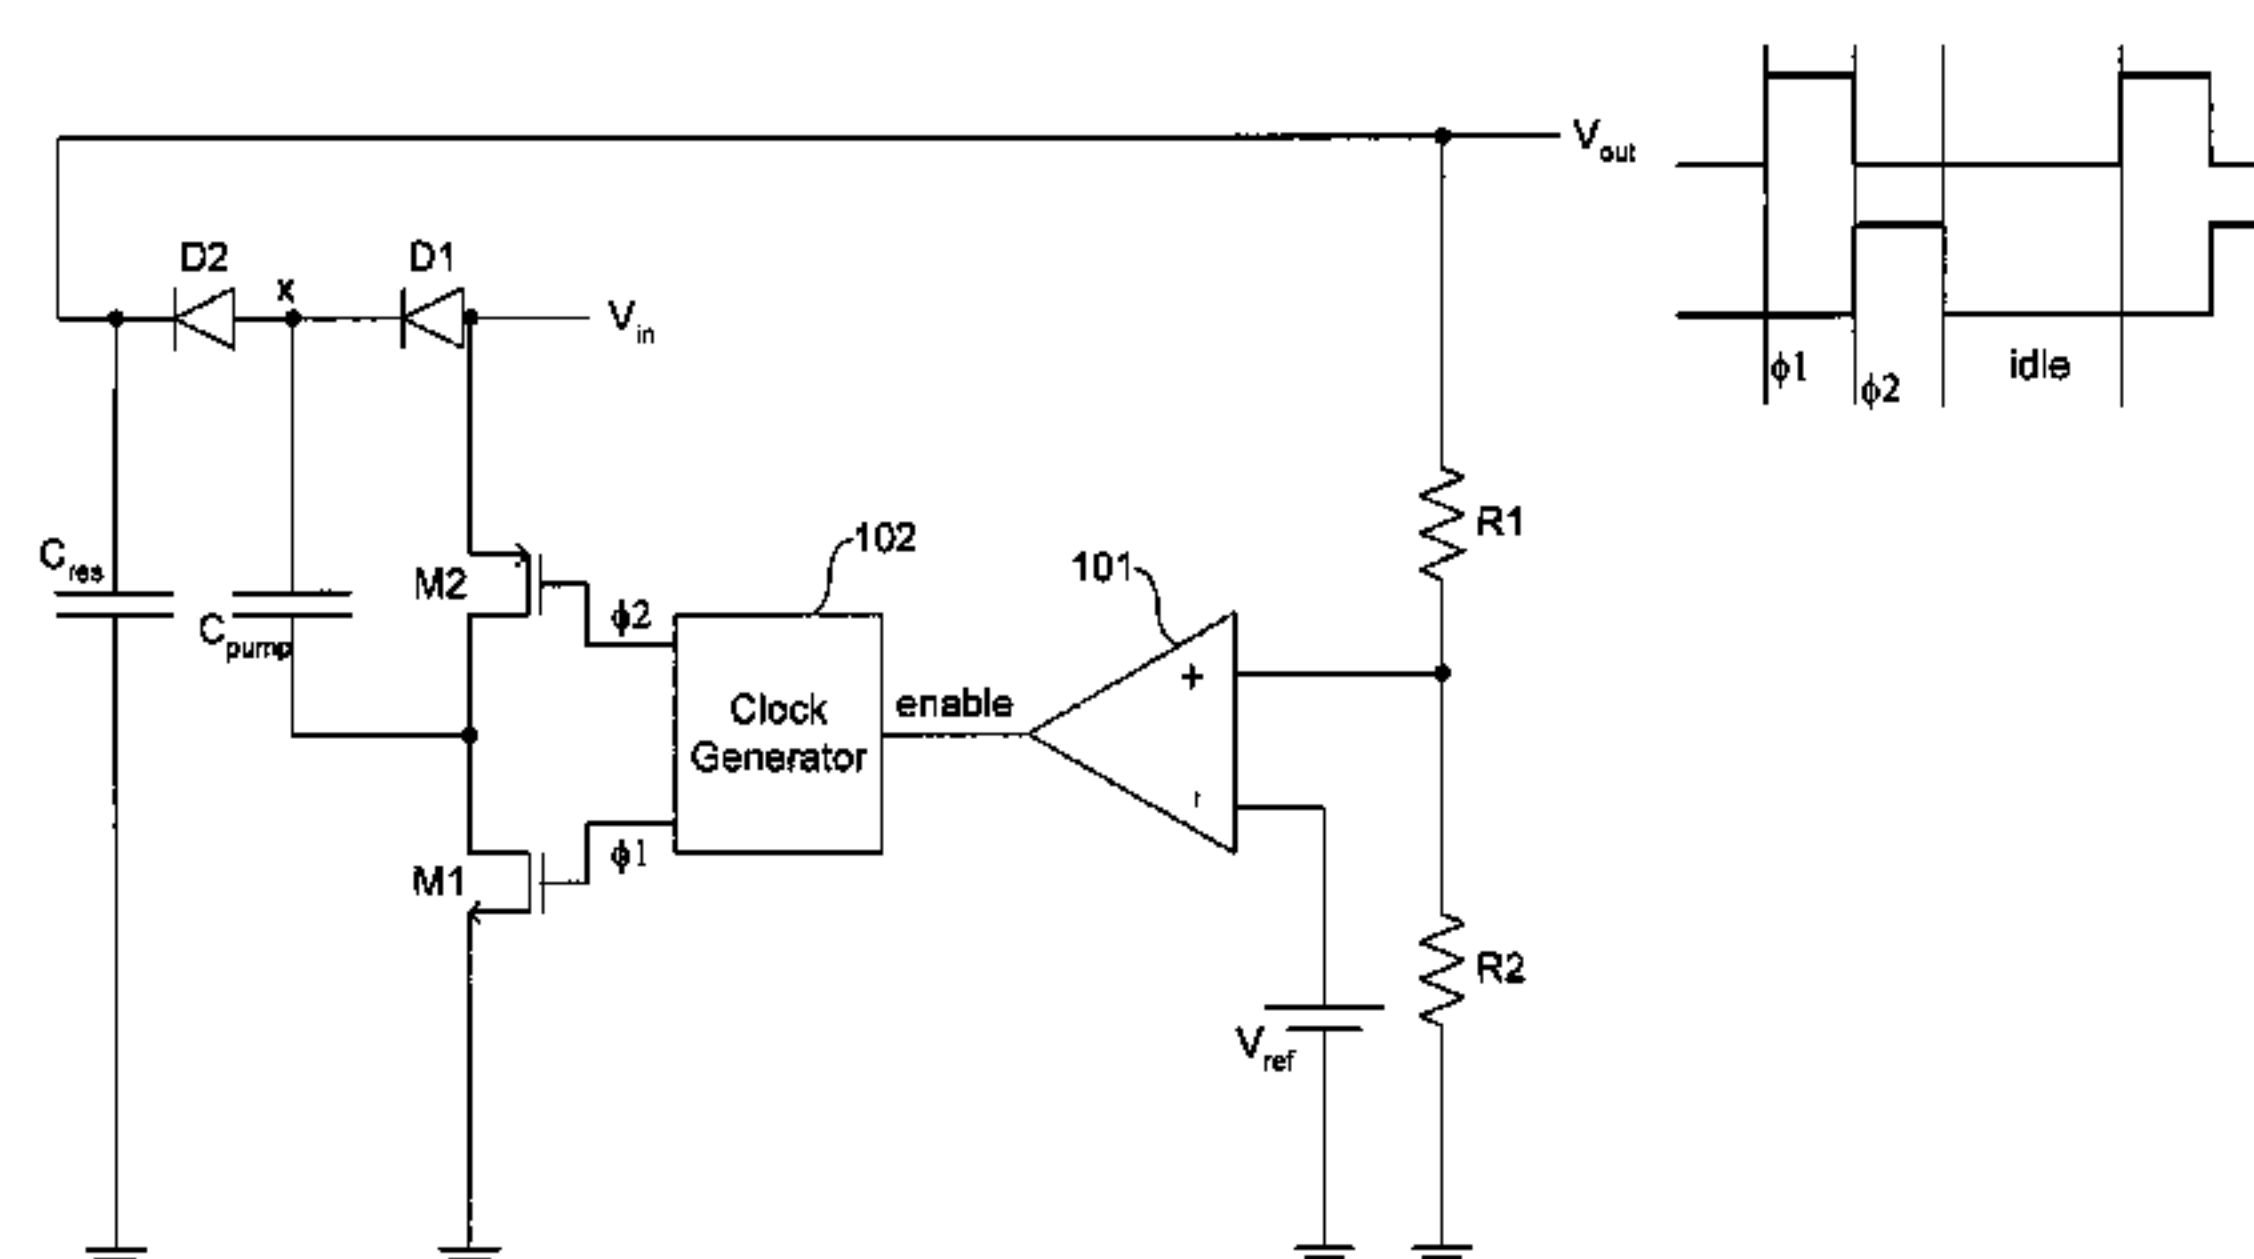 Vout
D2
x
D1
Vin
ϕ1
ϕ2
idle
Cres
Cpump
M2
ϕ2
102
101
R1
+
Clock
Generator
enable
M1
ϕ1
R2
Vref